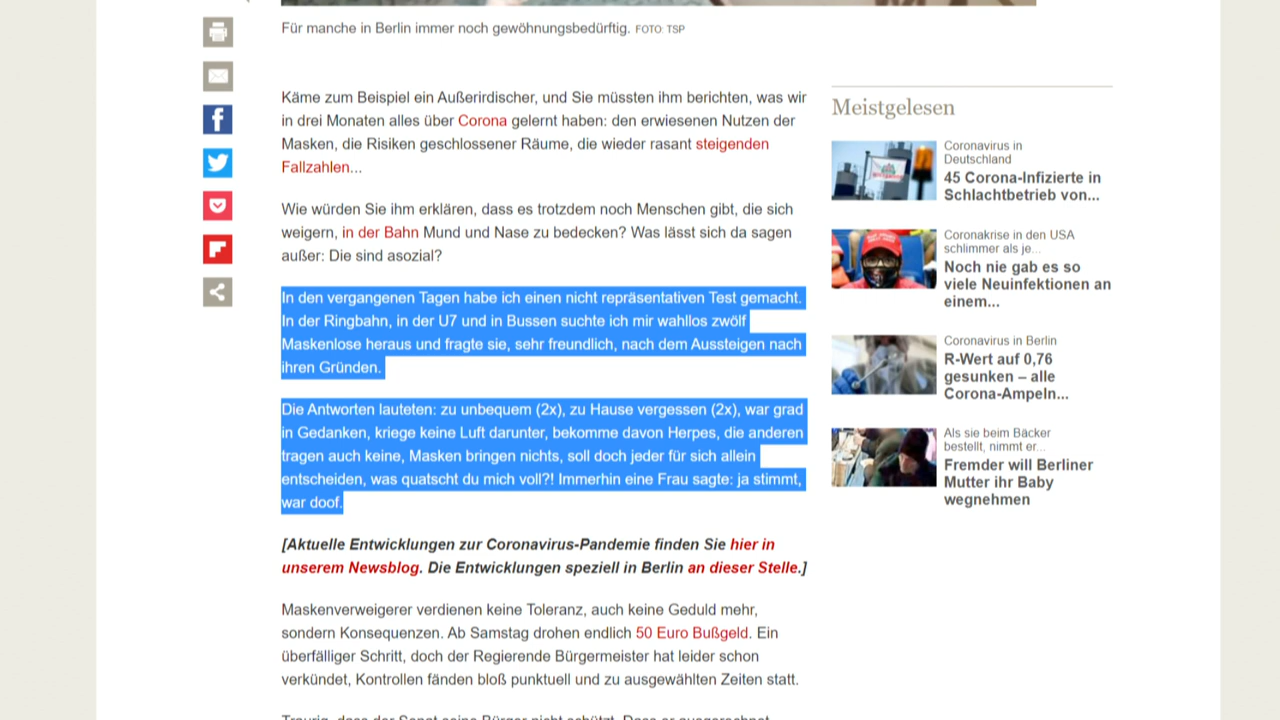 Für manche in Berlin immer noch gewöhnungsbedürftig. FOTO: TSP
Käme zum Beispiel ein Außerirdischer, und Sie müssten ihm berichten, was wir
in drei Monaten alles über Corona gelernt haben: den erwiesenen Nutzen der
Masken, die Risiken geschlossener Räume, die wieder rasant steigenden
Fallzahlen...
Wie würden Sie ihm erklären, dass es trotzdem noch Menschen gibt, die sich
weigern, in der Bahn Mund und Nase zu bedecken? Was lässt sich da sagen
außer: Die sind asozial?
In den vergangenen Tagen habe ich einen nicht repräsentativen Test gemacht.
In der Ringbahn, in der U7 und in Bussen suchte ich mir wahllos zwölf
Maskenlose heraus und fragte sie, sehr freundlich, nach dem Aussteigen nach
ihren Gründen.
Die Antworten lauteten: zu unbequem (2x), zu Hause vergessen (2x), war grad
in Gedanken, kriege keine Luft darunter, bekomme davon Herpes, die anderen
tragen auch keine, Masken bringen nichts, soll doch jeder für sich allein
entscheiden, was quatscht du mich voll?! Immerhin eine Frau sagte: ja stimmt,
war doof.
[Aktuelle Entwicklungen zur Coronavirus-Pandemie finden Sie hier in
unserem Newsblog. Die Entwicklungen speziell in Berlin an dieser Stelle.]
Maskenverweigerer verdienen keine Toleranz, auch keine Geduld mehr,
sondern Konsequenzen. Ab Samstag drohen endlich 50 Euro Bußgeld. Ein
überfälliger Schritt, doch der Regierende Bürgermeister hat leider schon
verkündet, Kontrollen fänden bloß punktuell und zu ausgewählten Zeiten statt.
Meistgelesen
Coronavirus in
Deutschland
45 Corona-Infizierte in
Schlachtbetrieb von...
Coronakrise in den USA
schlimmer als je...
Noch nie gab es so
viele Neuinfektionen an
einem...
Coronavirus in Berlin
R-Wert auf 0,76
gesunken – alle
Corona-Ampeln...
Als sie beim Bäcker
bestellt, nimmt er...
Fremder will Berliner
Mutter ihr Baby
wegnehmen